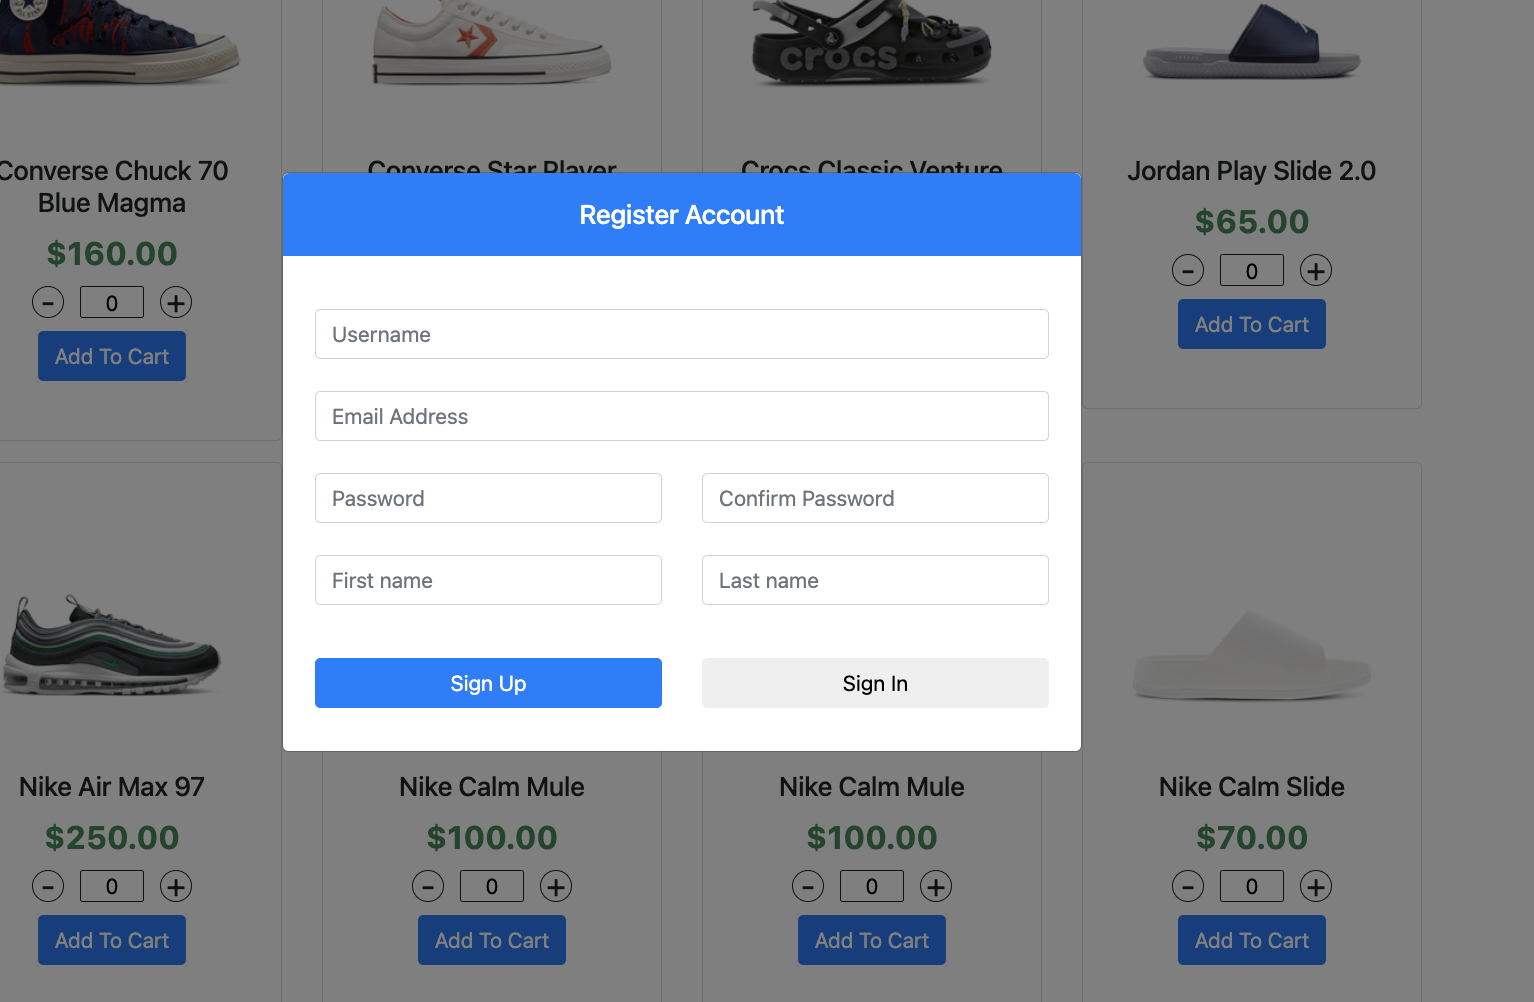 ALL STAR
crocs
Converse Chuck 70
Blue Magma
$160.00
- 0 +
Add To Cart
Converse Star Player
Crocs Classic Venture
Jordan Play Slide 2.0
$65.00
- 0 +
Add To Cart
Register Account
Username
Email Address
Password
Confirm Password
First name
Last name
Sign Up
Sign In
Nike Air Max 97
$250.00
- 0 +
Add To Cart
Nike Calm Mule
$100.00
- 0 +
Add To Cart
Nike Calm Mule
$100.00
- 0 +
Add To Cart
Nike Calm Slide
$70.00
- 0 +
Add To Cart